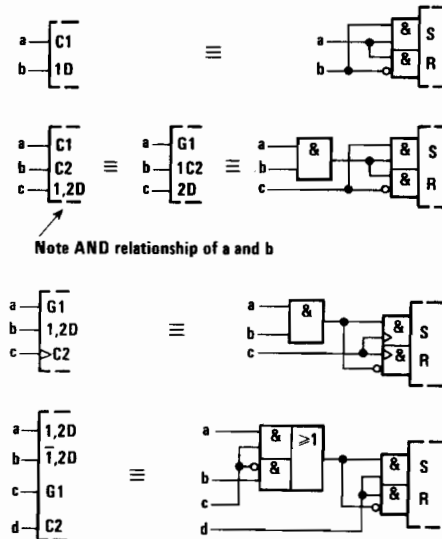 a C1
b 1D
≡
a
b
& S
& R
a C1
b C2
c 1,2D
≡
a G1
b 1C2
c 2D
≡
a
b
c
&
& S
& R
Note AND relationship of a and b
a G1
b 1,2D
c C2
≡
a
b
c
&
& S
& R
a 1,2D
b 1̅,2D
c G1
d C2
≡
a
b
c
d
& ≥1
&
& S
& R